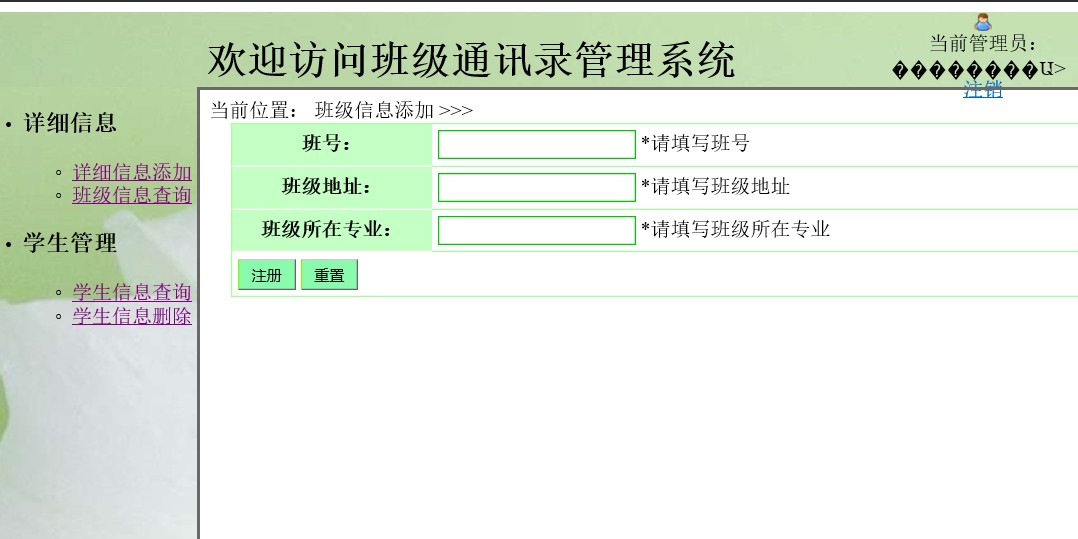 欢迎访问班级通讯录管理系统
当前管理员：
注销
• 详细信息
详细信息添加
班级信息查询
• 学生管理
学生信息查询
学生信息删除
当前位置： 班级信息添加 >>>
班号： *请填写班号
班级地址： *请填写班级地址
班级所在专业： *请填写班级所在专业
注册 重置